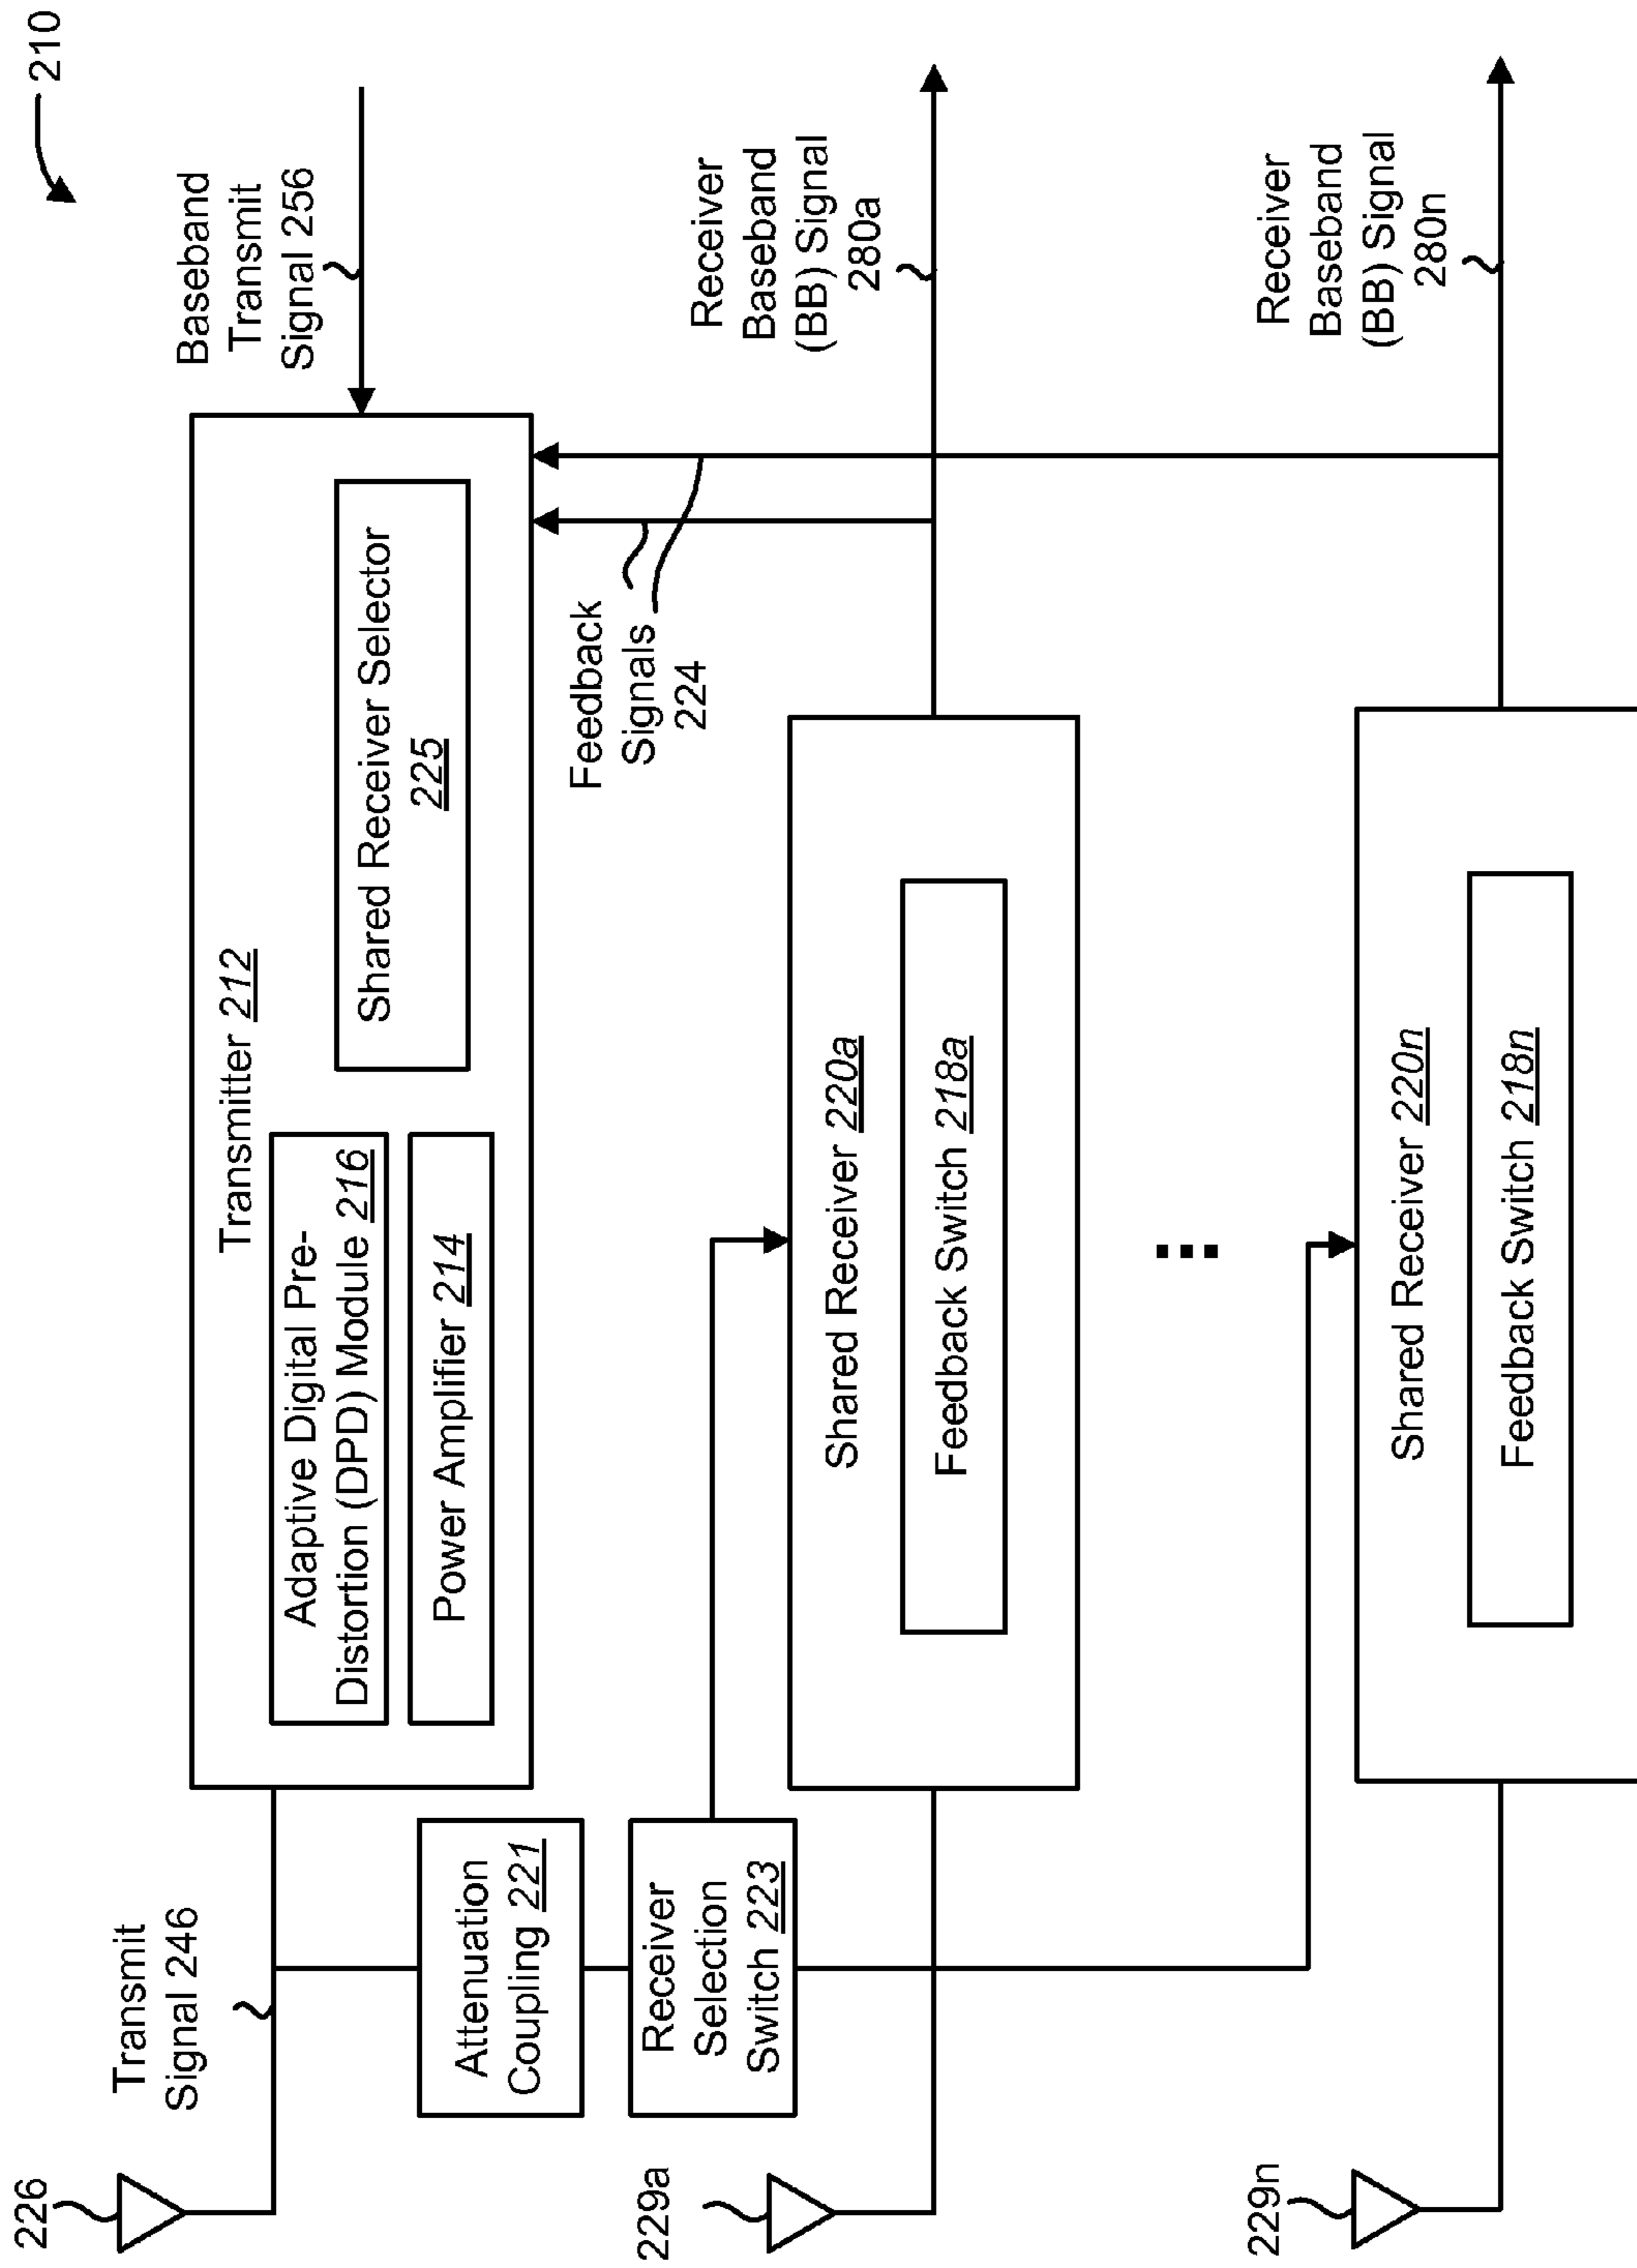 210
226
Transmit
Signal 246
Transmitter 212
Adaptive Digital Pre-
Distortion (DPD) Module 216
Power Amplifier 214
Shared Receiver Selector
225
Baseband
Transmit
Signal 256
Attenuation
Coupling 221
Receiver
Selection
Switch 223
Feedback
Signals
224
229a
Shared Receiver 220a
Feedback Switch 218a
Receiver
Baseband
(BB) Signal
280a
229n
Shared Receiver 220n
Feedback Switch 218n
Receiver
Baseband
(BB) Signal
280n